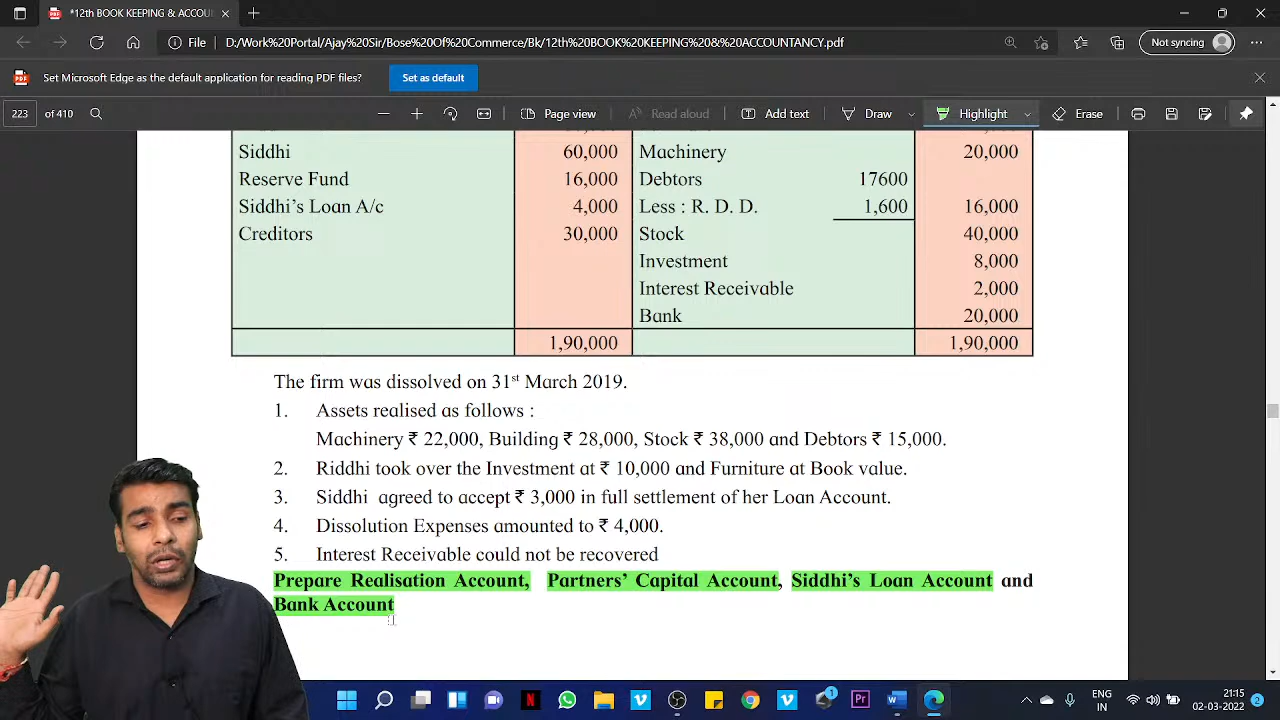 *12th BOOK KEEPING & ACCOU
File D:/Work%20Portal/Ajay%20Sir/Bose%20Of%20Commerce/Bk/12th%20BOOK%20KEEPING%20&%20ACCOUNTANCY.pdf Not syncing
Set Microsoft Edge as the default application for reading PDF files? Set as default
223 of 410 Page view Read aloud Add text Draw Highlight Erase
Siddhi 60,000 Machinery 20,000
Reserve Fund 16,000 Debtors 17600
Siddhi's Loan A/c 4,000 Less : R. D. D. 1,600 16,000
Creditors 30,000 Stock 40,000
Investment 8,000
Interest Receivable 2,000
Bank 20,000
1,90,000 1,90,000
The firm was dissolved on 31st March 2019.
1. Assets realised as follows :
Machinery ₹ 22,000, Building ₹ 28,000, Stock ₹ 38,000 and Debtors ₹ 15,000.
2. Riddhi took over the Investment at ₹ 10,000 and Furniture at Book value.
3. Siddhi agreed to accept ₹ 3,000 in full settlement of her Loan Account.
4. Dissolution Expenses amounted to ₹ 4,000.
5. Interest Receivable could not be recovered
Prepare Realisation Account, Partners' Capital Account, Siddhi's Loan Account and
Bank Account
ENG 21:15
IN 02-03-2022